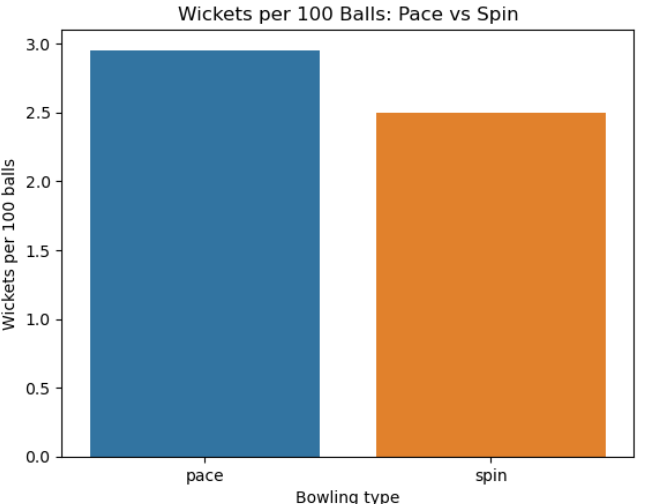 Wickets per 100 Balls: Pace vs Spin
Wickets per 100 balls
3.0
2.5
2.0
1.5
1.0
0.5
0.0
pace
spin
Bowling type